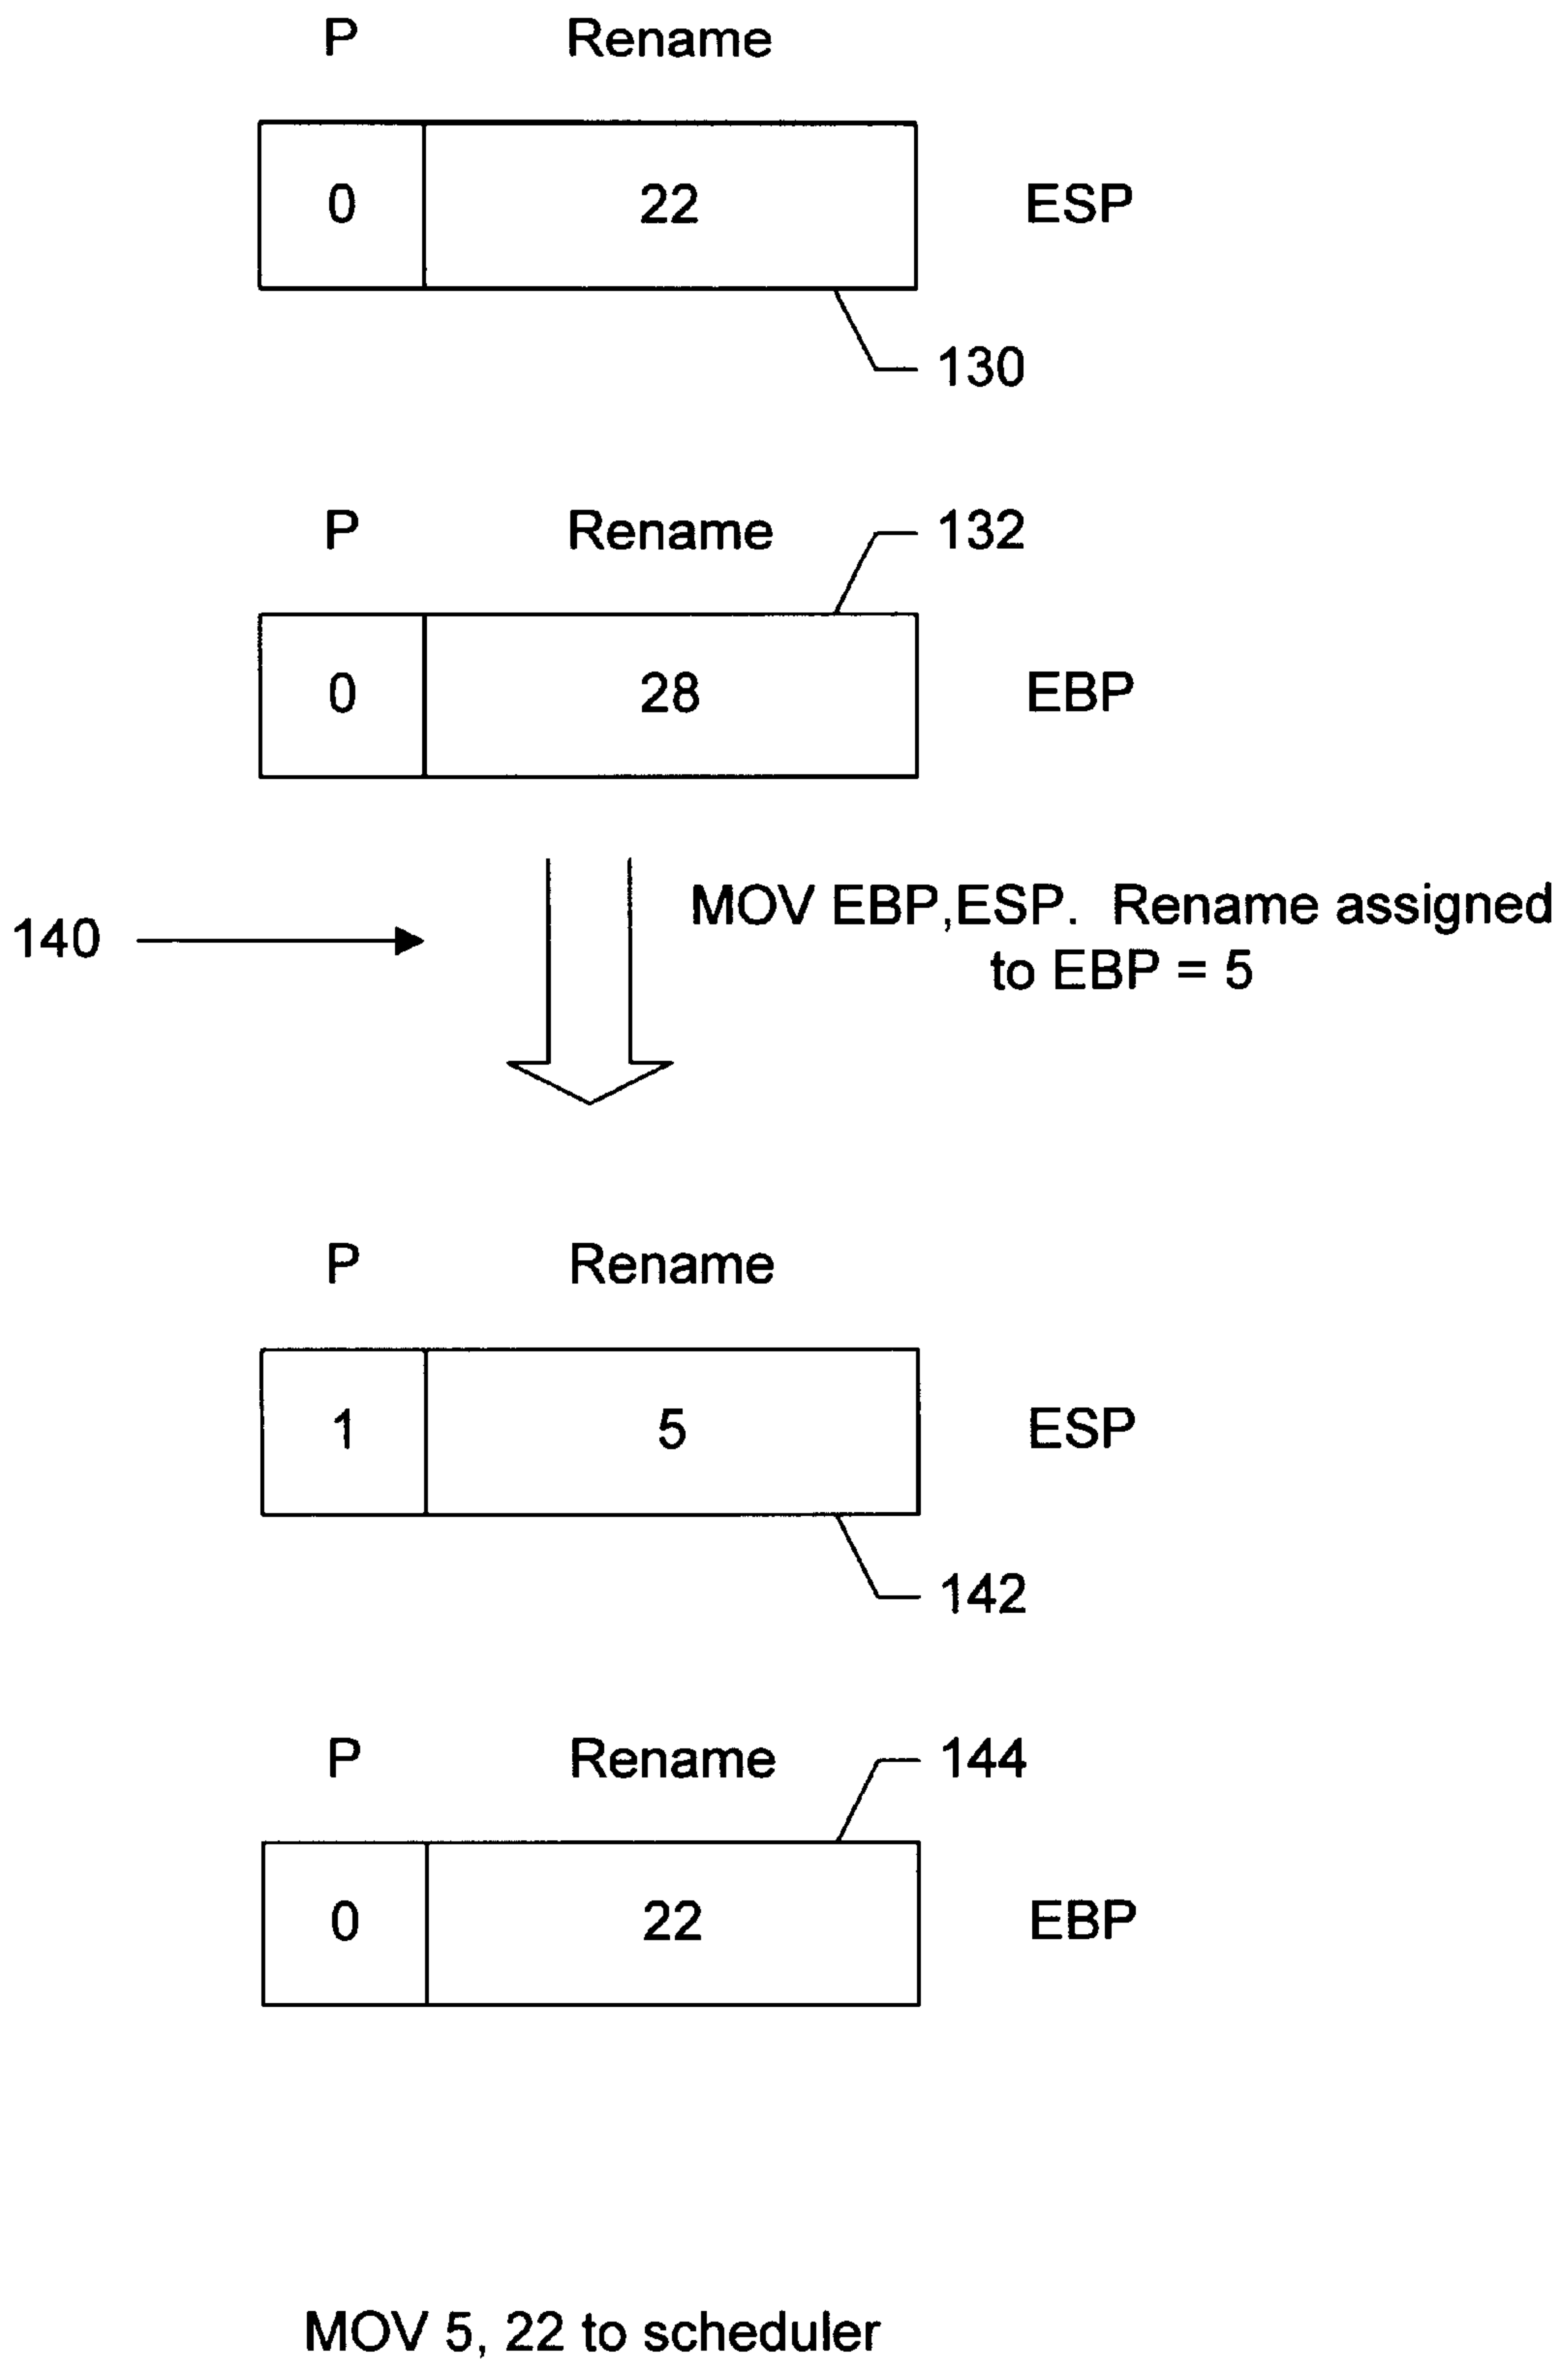 P Rename
0 22 ESP
130
P Rename 132
0 28 EBP
MOV EBP,ESP. Rename assigned
140
to EBP = 5
P Rename
1 5 ESP
142
P Rename 144
0 22 EBP
MOV 5, 22 to scheduler